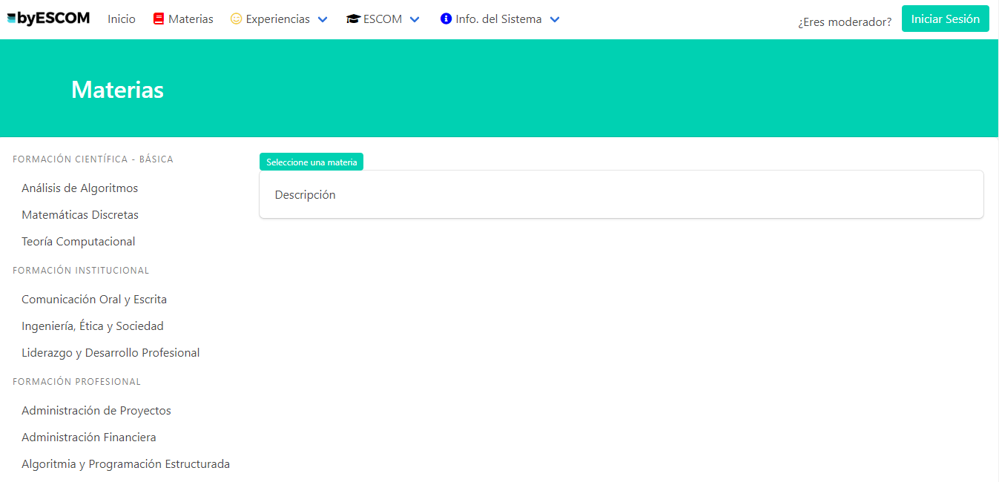 byESCOM Inicio Materias Experiencias ESCOM Info. del Sistema ¿Eres moderador? Iniciar Sesión
Materias
FORMACIÓN CIENTÍFICA - BÁSICA
Análisis de Algoritmos
Matemáticas Discretas
Teoría Computacional
FORMACIÓN INSTITUCIONAL
Comunicación Oral y Escrita
Ingeniería, Ética y Sociedad
Liderazgo y Desarrollo Profesional
FORMACIÓN PROFESIONAL
Administración de Proyectos
Administración Financiera
Algoritmia y Programación Estructurada
Seleccione una materia
Descripción